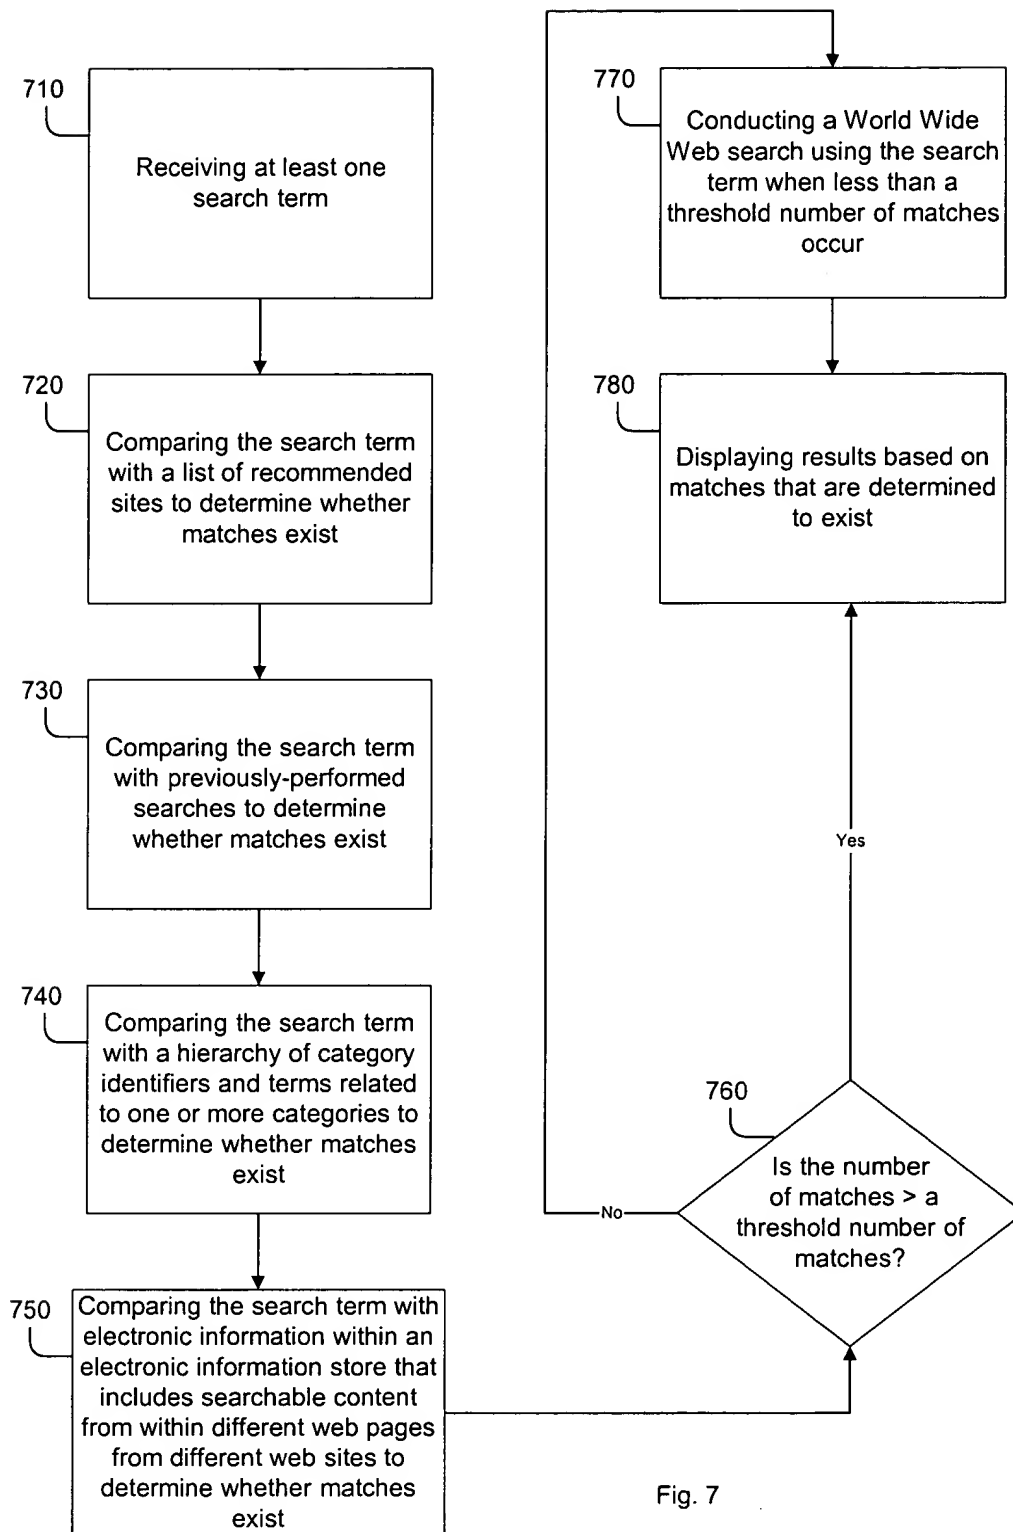 710
Receiving at least one
search term
720
Comparing the search term
with a list of recommended
sites to determine whether
matches exist
730
Comparing the search term
with previously-performed
searches to determine
whether matches exist
740
Comparing the search term
with a hierarchy of category
identifiers and terms related
to one or more categories to
determine whether matches
exist
750
Comparing the search term with
electronic information within an
electronic information store that
includes searchable content
from within different web pages
from different web sites to
determine whether matches
exist
760
Is the number
of matches > a
threshold number of
matches?
No
Yes
770
Conducting a World Wide
Web search using the search
term when less than a
threshold number of matches
occur
780
Displaying results based on
matches that are determined
to exist
Fig. 7